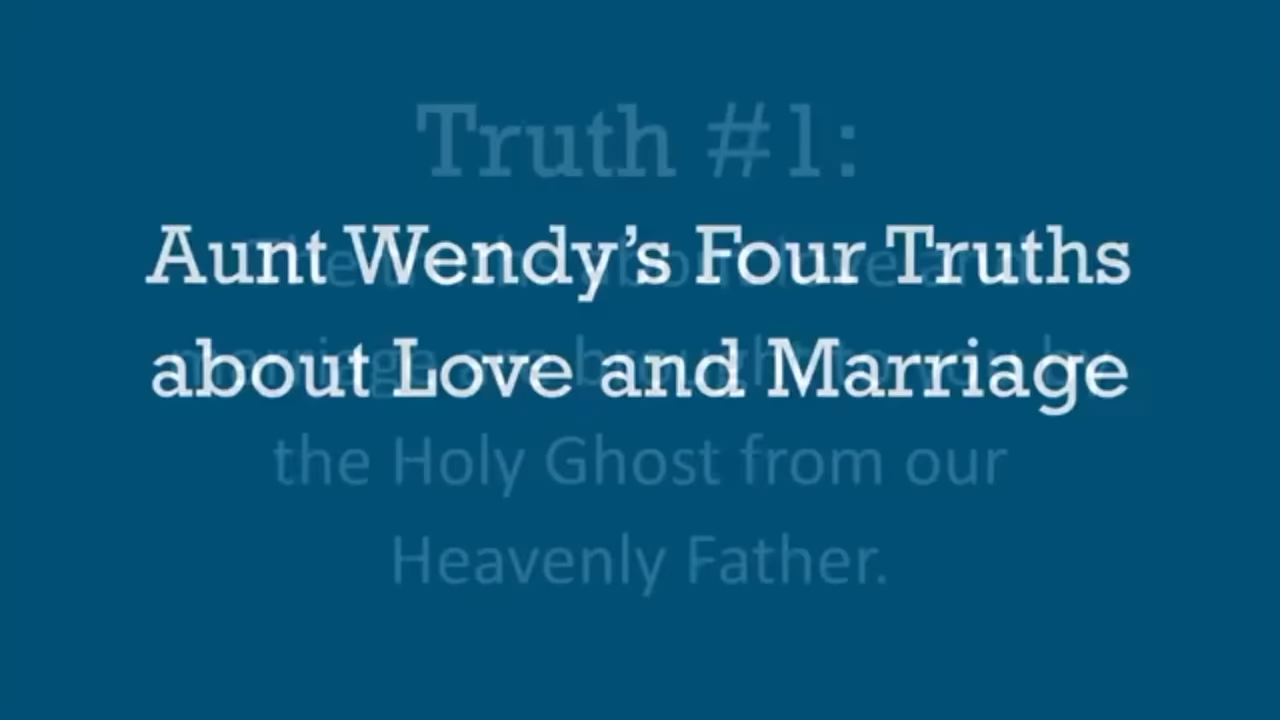 Truth #1:
Aunt Wendy’s Four Truths
about Love and Marriage
the Holy Ghost from our
Heavenly Father.